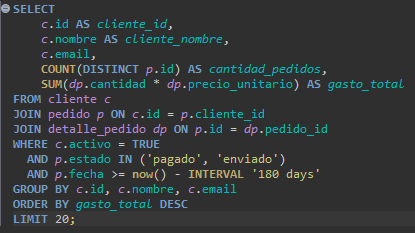 SELECT
    c.id AS cliente_id,
    c.nombre AS cliente_nombre,
    c.email,
    COUNT(DISTINCT p.id) AS cantidad_pedidos,
    SUM(dp.cantidad * dp.precio_unitario) AS gasto_total
FROM cliente c
JOIN pedido p ON c.id = p.cliente_id
JOIN detalle_pedido dp ON p.id = dp.pedido_id
WHERE c.activo = TRUE
  AND p.estado IN ('pagado', 'enviado')
  AND p.fecha >= now() - INTERVAL '180 days'
GROUP BY c.id, c.nombre, c.email
ORDER BY gasto_total DESC
LIMIT 20;